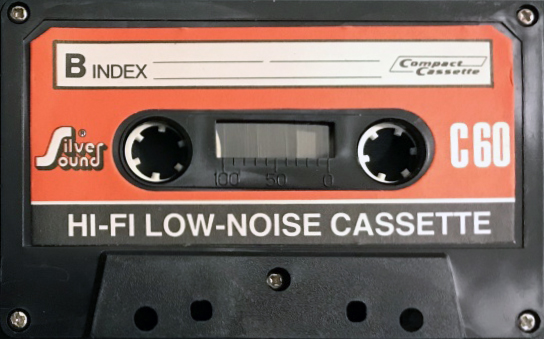 B INDEX
Compact
Cassette
Silver
Sound
®
C60
100 50 0
HI-FI LOW-NOISE CASSETTE